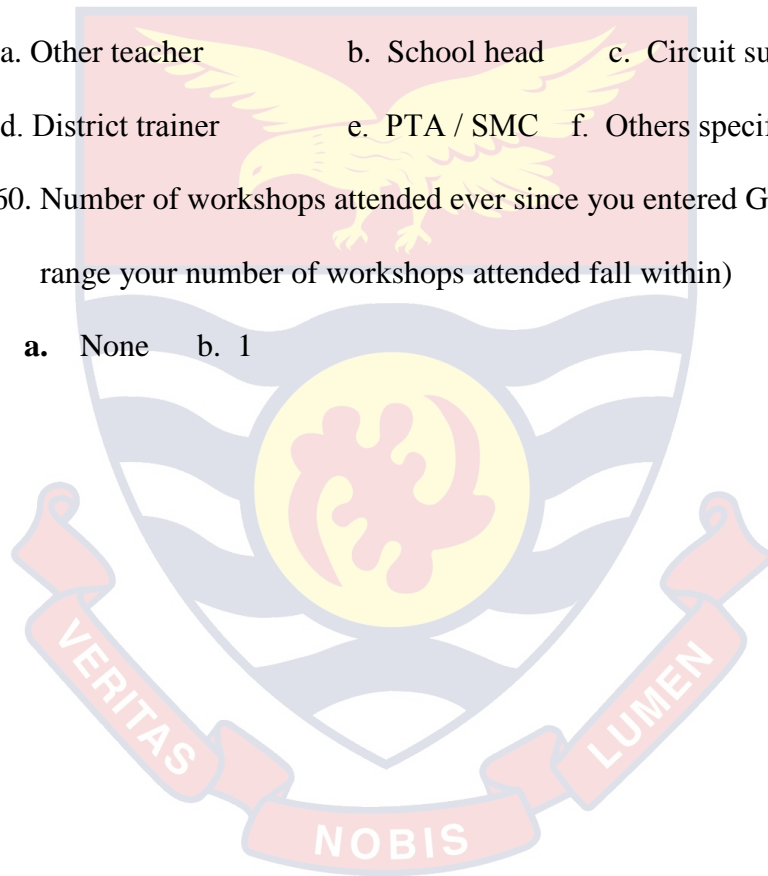 a. Other teacher b. School head c. Circuit su
d. District trainer e. PTA / SMC f. Others specif
60. Number of workshops attended ever since you entered G
range your number of workshops attended fall within)
a. None b. 1
VERITAS NOBIS LUMEN